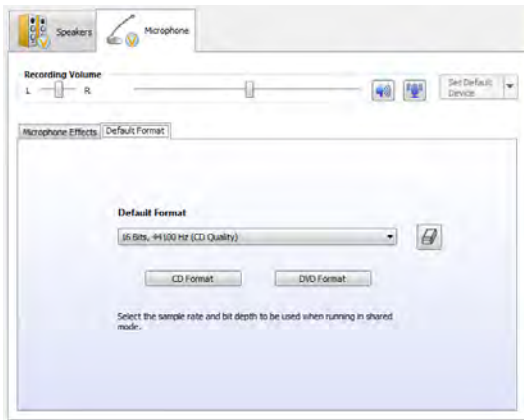 Speakers
Microphone
Recording Volume
L R
Set Default
Device
Microphone Effects Default Format
Default Format
16 Bits, 44100 Hz (CD Quality)
CD Format DVD Format
Select the sample rate and bit depth to be used when running in shared
mode.